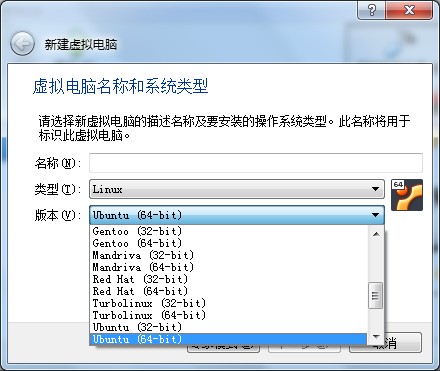 新建虚拟电脑
虚拟电脑名称和系统类型
请选择新虚拟电脑的描述名称及要安装的操作系统类型。此名称将用于
标识此虚拟电脑。
名称(N):
类型(T): Linux
64
版本(V): Ubuntu (64-bit)
Gentoo (32-bit)
Gentoo (64-bit)
Mandriva (32-bit)
Mandriva (64-bit)
Red Hat (32-bit)
Red Hat (64-bit)
Turbolinux (32-bit)
Turbolinux (64-bit)
Ubuntu (32-bit)
Ubuntu (64-bit)
取消